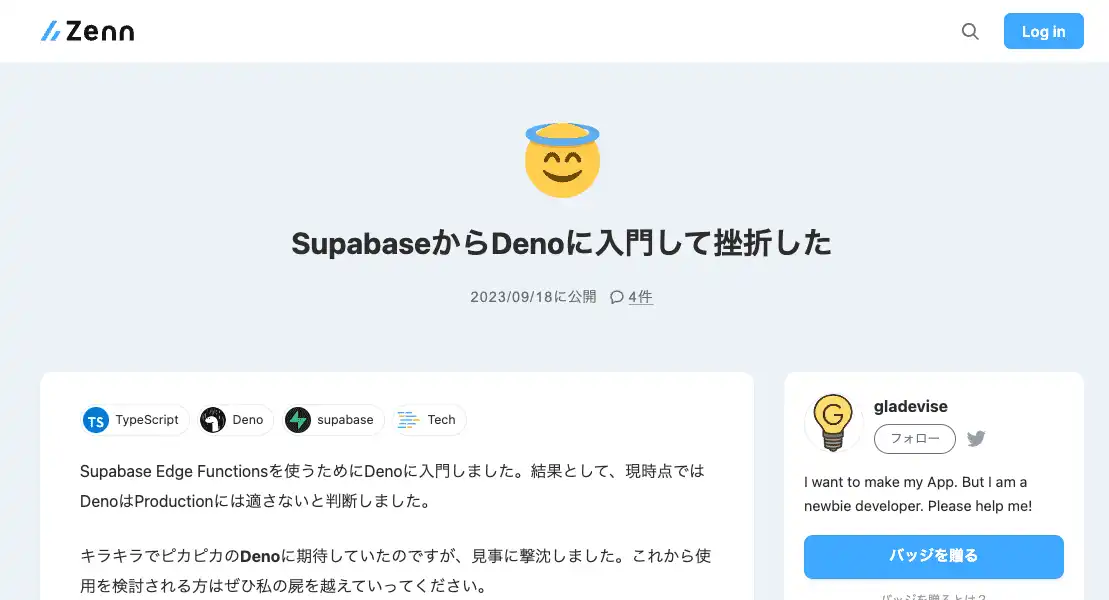 Zenn
Log in
SupabaseからDenoに入門して挫折した
2023/09/18に公開 4件
TS TypeScript Deno supabase Tech
Supabase Edge Functionsを使うためにDenoに入門しました。結果として、現時点では
DenoはProductionには適さないと判断しました。
キラキラでピカピカのDenoに期待していたのですが、見事に撃沈しました。これから使
用を検討される方はぜひ私の屍を越えていってください。
G
gladevise
フォロー
I want to make my App. But I am a
newbie developer. Please help me!
バッジを贈る
バッジを贈るとは？